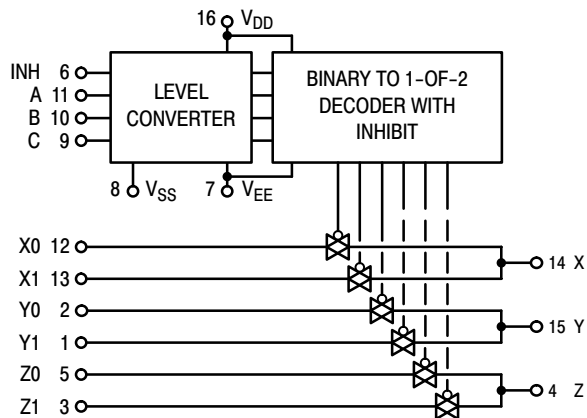 16 VDD
INH 6
A 11
B 10
C 9
LEVEL
CONVERTER
BINARY TO 1-OF-2
DECODER WITH
INHIBIT
8 VSS
7 VEE
X0 12
X1 13
14 X
Y0 2
Y1 1
15 Y
Z0 5
Z1 3
4 Z